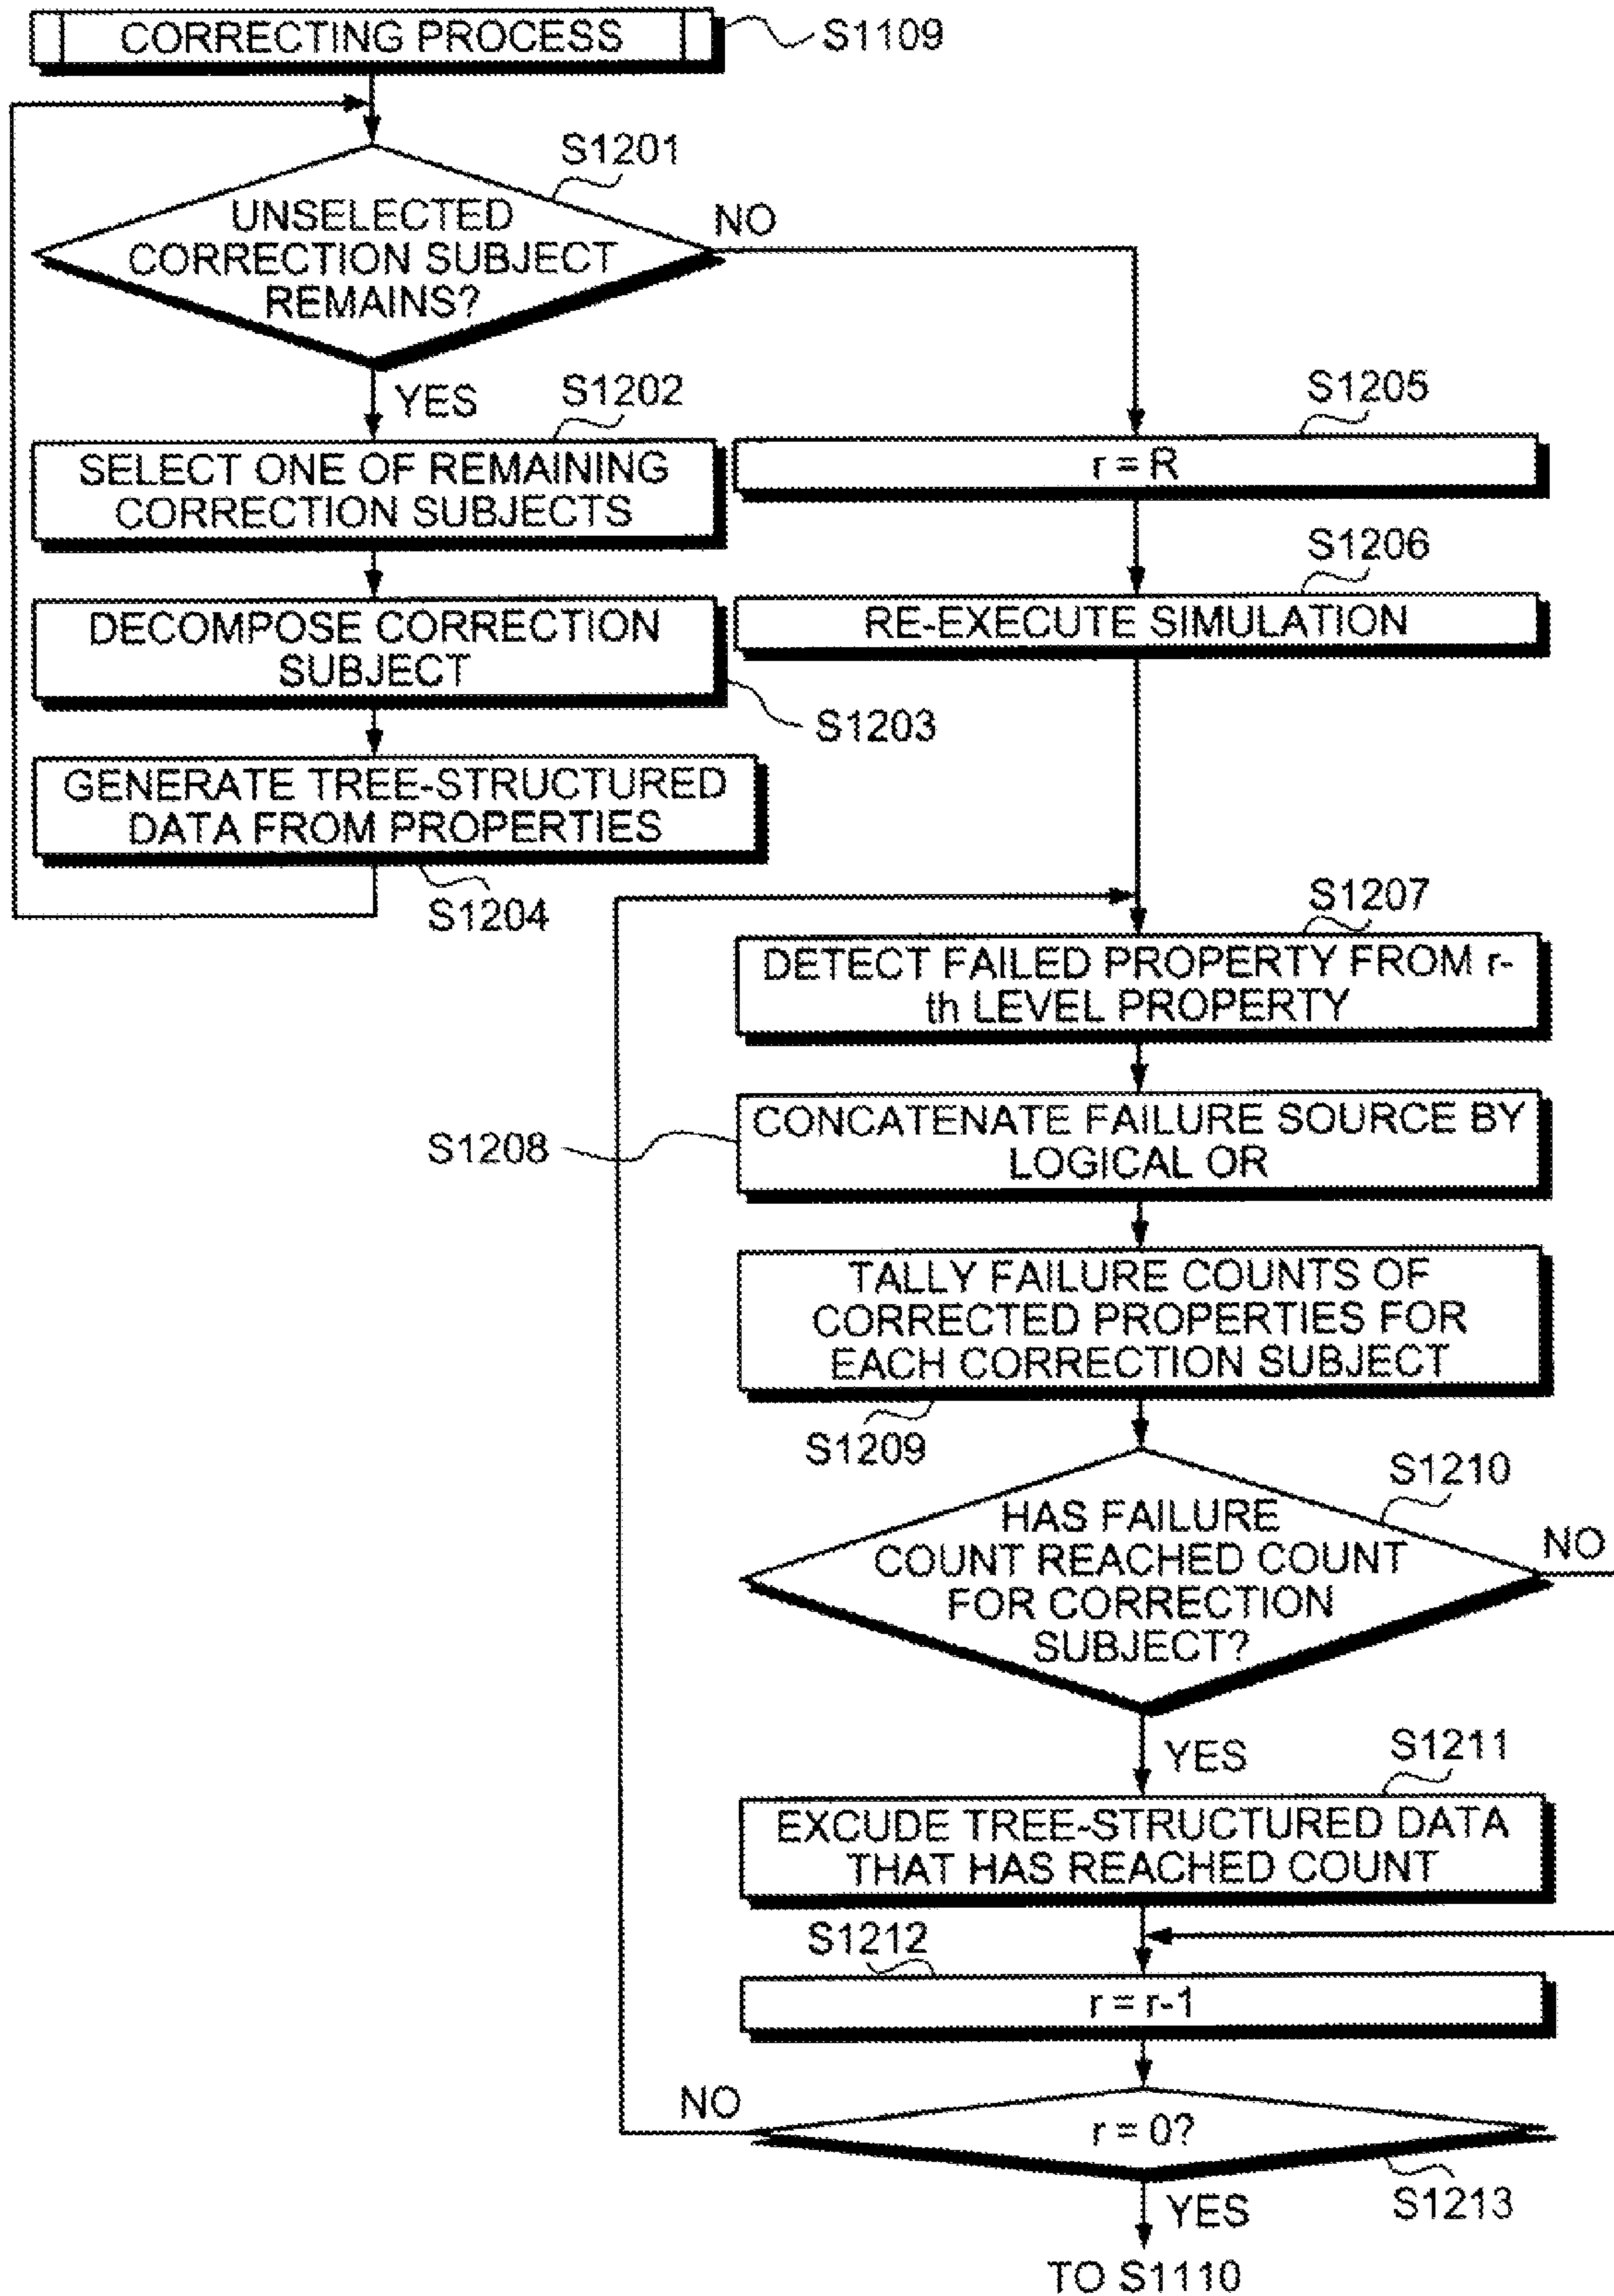 CORRECTING PROCESS
S1109
S1201
UNSELECTED
CORRECTION SUBJECT
REMAINS?
NO
YES
S1202
SELECT ONE OF REMAINING
CORRECTION SUBJECTS
DECOMPOSE CORRECTION
SUBJECT
S1203
GENERATE TREE-STRUCTURED
DATA FROM PROPERTIES
S1204
S1205
r = R
S1206
RE-EXECUTE SIMULATION
S1207
DETECT FAILED PROPERTY FROM r-
th LEVEL PROPERTY
S1208
CONCATENATE FAILURE SOURCE BY
LOGICAL OR
TALLY FAILURE COUNTS OF
CORRECTED PROPERTIES FOR
EACH CORRECTION SUBJECT
S1209
S1210
HAS FAILURE
COUNT REACHED COUNT
FOR CORRECTION
SUBJECT?
NO
YES
S1211
EXCUDE TREE-STRUCTURED DATA
THAT HAS REACHED COUNT
S1212
r = r-1
NO
r = 0?
S1213
YES
TO S1110